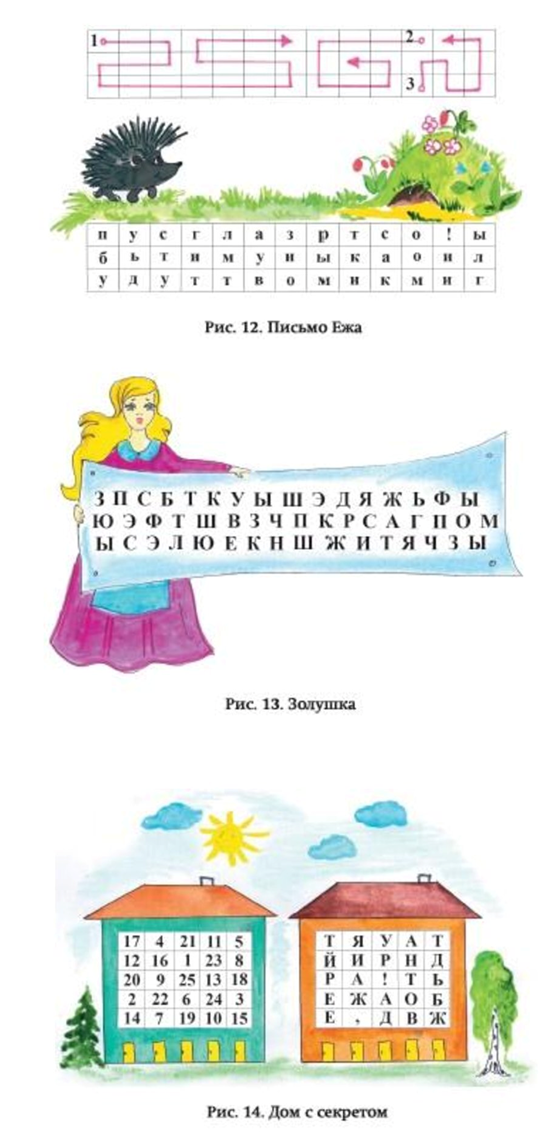 1 2
3
п у с г л а з р т с о ! ы
б ь т и м у и ы к а о и л
у д у т т в о м и к м и г
Рис. 12. Письмо Ежа
З П С Б Т К У Ы Ш Э Д Я Ж Ь Ф Ы
Ю Э Ф Т Ш В З Ч П К Р С А Г П О М
Ы С Э Л Ю Е К Н Ш Ж И Т Я Ч З Ы
Рис. 13. Золушка
17 4 21 11 5
12 16 1 23 8
20 9 25 13 18
2 22 6 24 3
14 7 19 10 15
Т Я У А Т
Й И Р Н Д
Р А ! Т Ь
Е Ж А О Б
Е , Д В Ж
Рис. 14. Дом с секретом